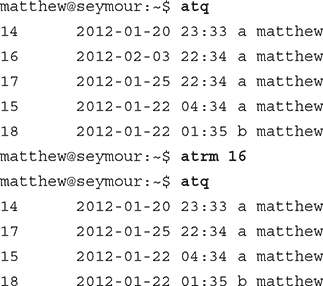 matthew@seymour:~$ atq
14 2012-01-20 23:33 a matthew
16 2012-02-03 22:34 a matthew
17 2012-01-25 22:34 a matthew
15 2012-01-22 04:34 a matthew
18 2012-01-22 01:35 b matthew
matthew@seymour:~$ atrm 16
matthew@seymour:~$ atq
14 2012-01-20 23:33 a matthew
17 2012-01-25 22:34 a matthew
15 2012-01-22 04:34 a matthew
18 2012-01-22 01:35 b matthew